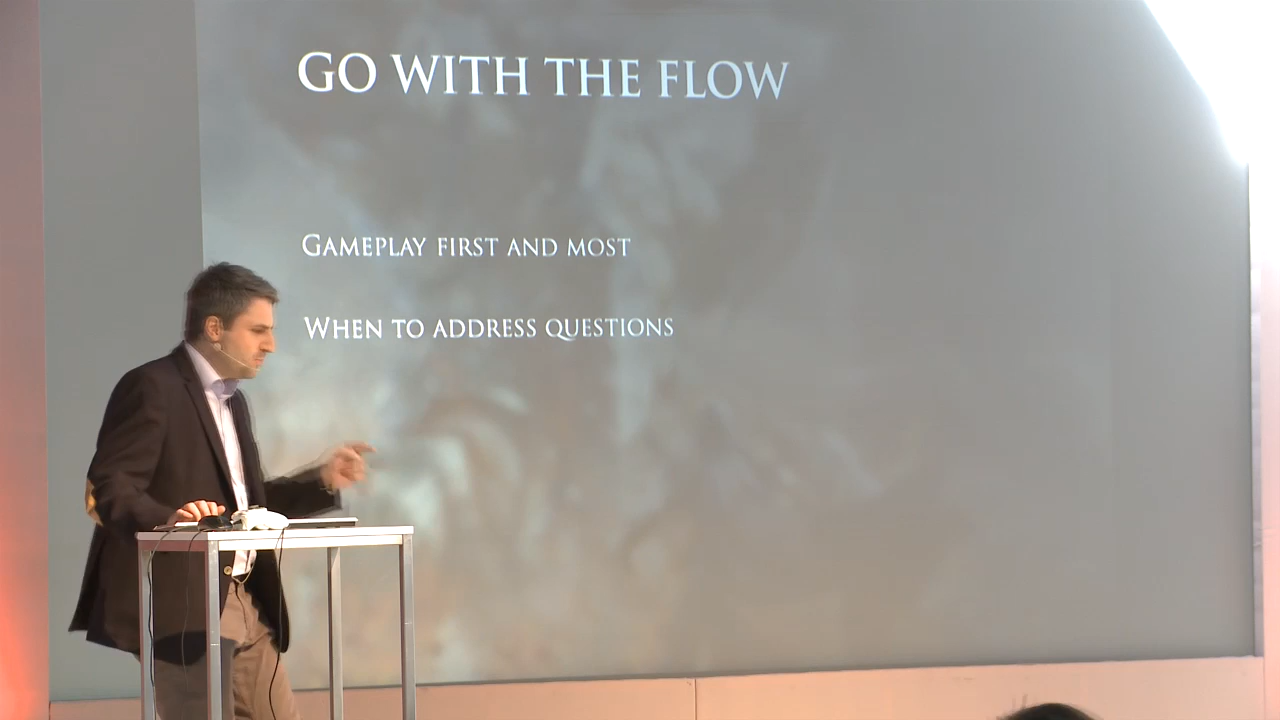 GO WITH THE FLOW
GAMEPLAY FIRST AND MOST
WHEN TO ADDRESS QUESTIONS